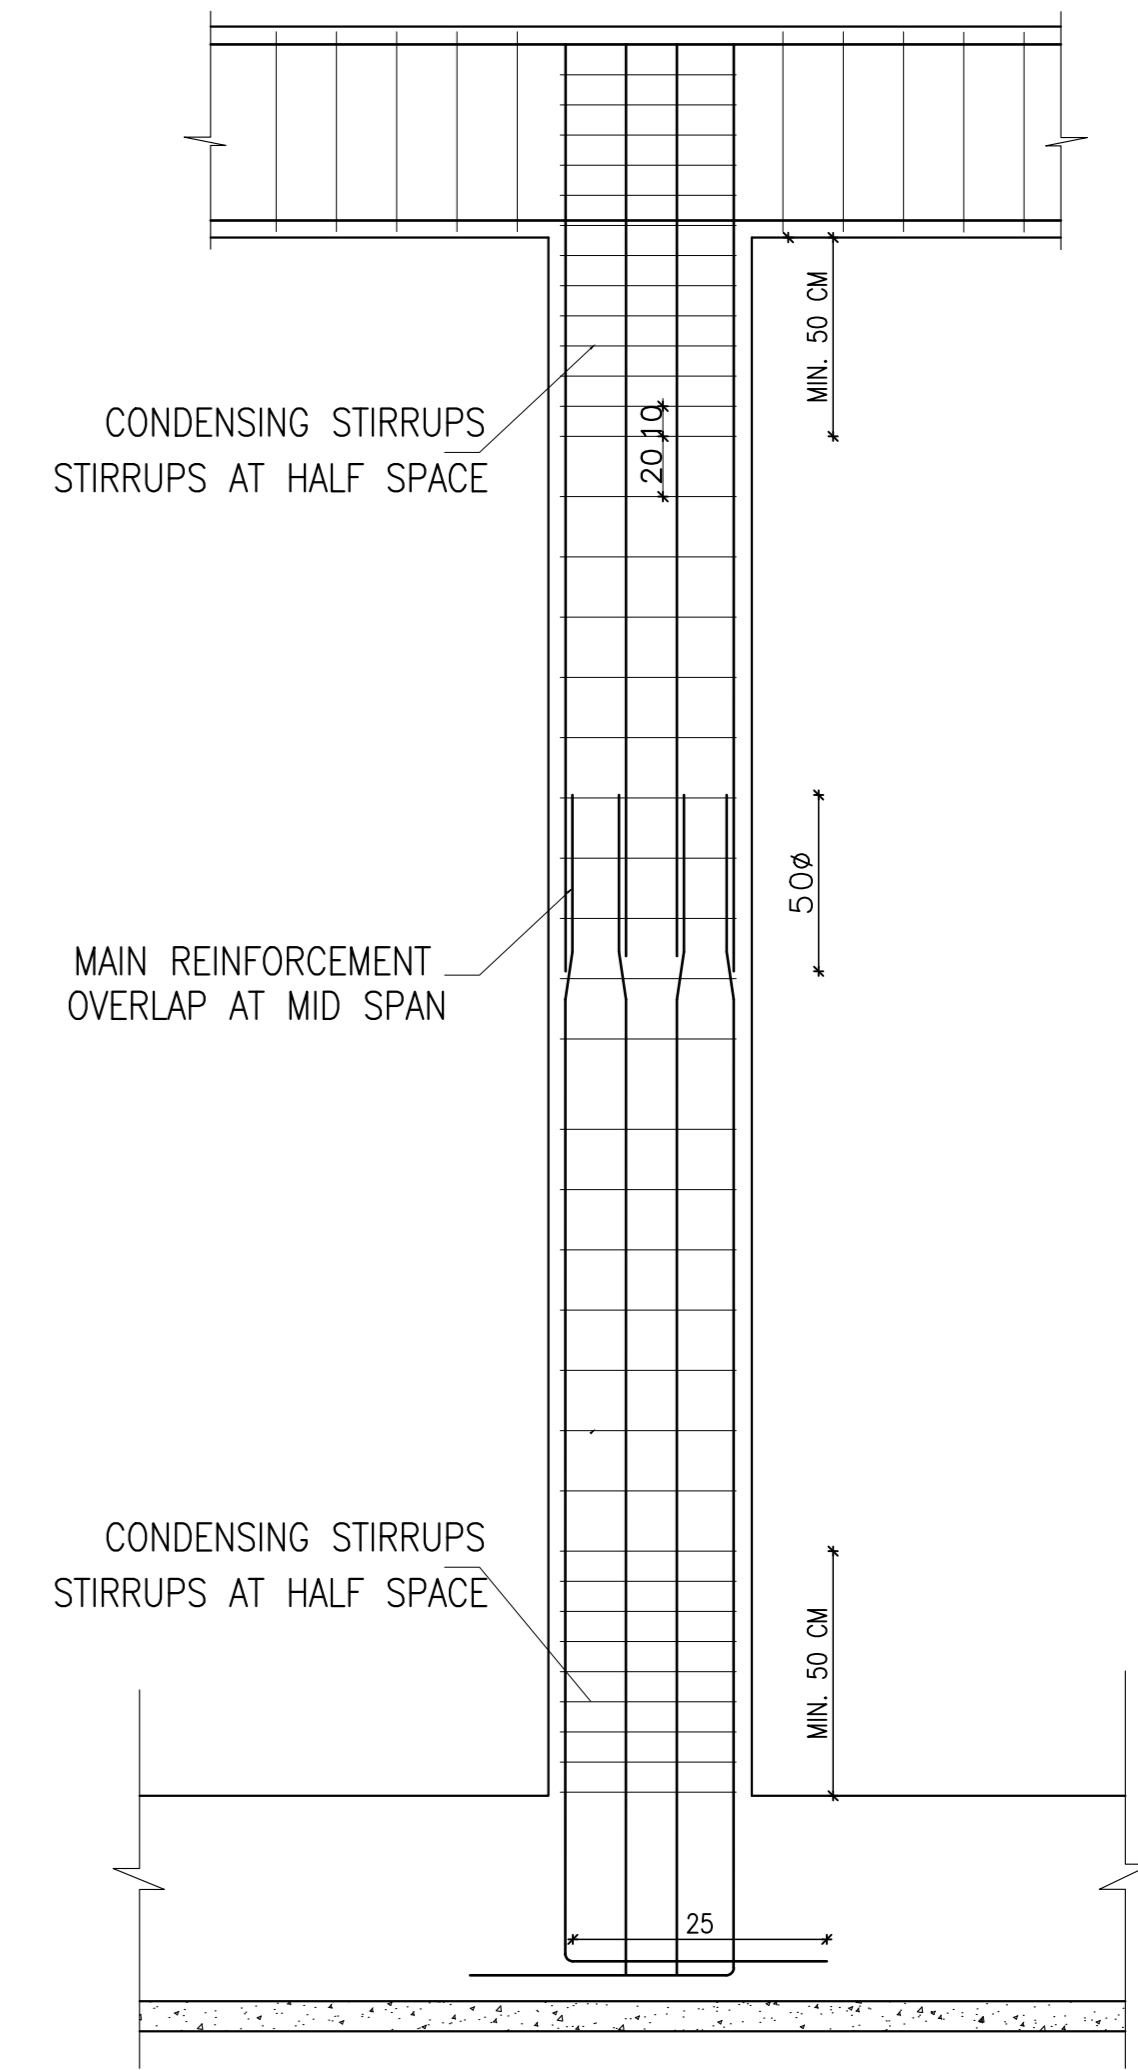 MIN. 50 CM
CONDENSING STIRRUPS
STIRRUPS AT HALF SPACE
10
20
50ø
MAIN REINFORCEMENT
OVERLAP AT MID SPAN
CONDENSING STIRRUPS
STIRRUPS AT HALF SPACE
MIN. 50 CM
25